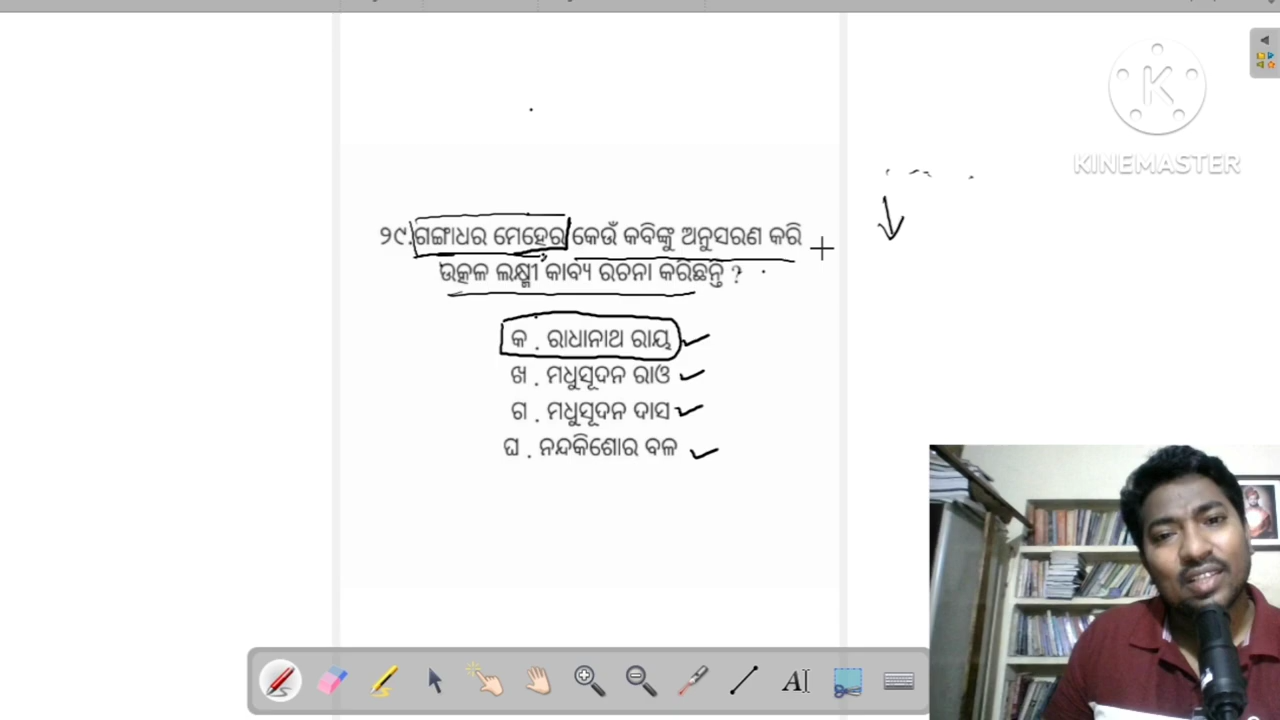 KINEMASTER
୨୯. ଗଙ୍ଗାଧର ମେହେର କେଉଁ କବିଙ୍କୁ ଅନୁସରଣ କରି
ଉତ୍କଳ ଲକ୍ଷ୍ମୀ କାବ୍ୟ ରଚନା କରିଛନ୍ତି ?
କ . ରାଧାନାଥ ରାୟ
ଖ . ମଧୁସୂଦନ ରାଓ
ଗ . ମଧୁସୂଦନ ଦାସ
ଘ . ନନ୍ଦକିଶୋର ବଳ